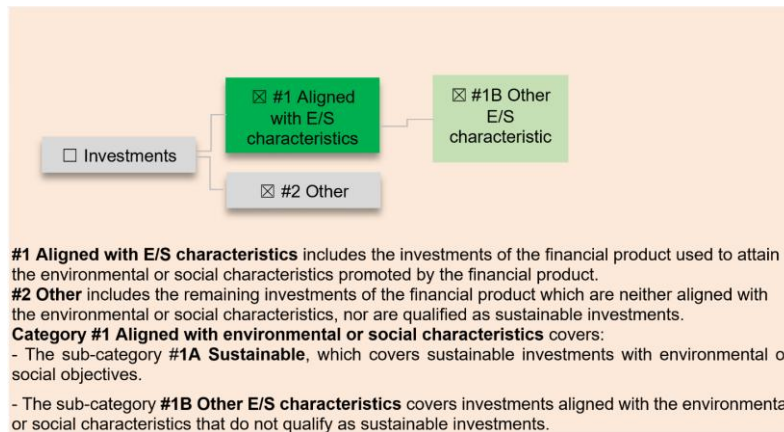 ☒ #1 Aligned
with E/S
characteristics
☒ #1B Other
E/S
characteristic
☐ Investments
☒ #2 Other
#1 Aligned with E/S characteristics includes the investments of the financial product used to attain
the environmental or social characteristics promoted by the financial product.
#2 Other includes the remaining investments of the financial product which are neither aligned with
the environmental or social characteristics, nor are qualified as sustainable investments.
Category #1 Aligned with environmental or social characteristics covers:
- The sub-category #1A Sustainable, which covers sustainable investments with environmental o
social objectives.
- The sub-category #1B Other E/S characteristics covers investments aligned with the environmenta
or social characteristics that do not qualify as sustainable investments.